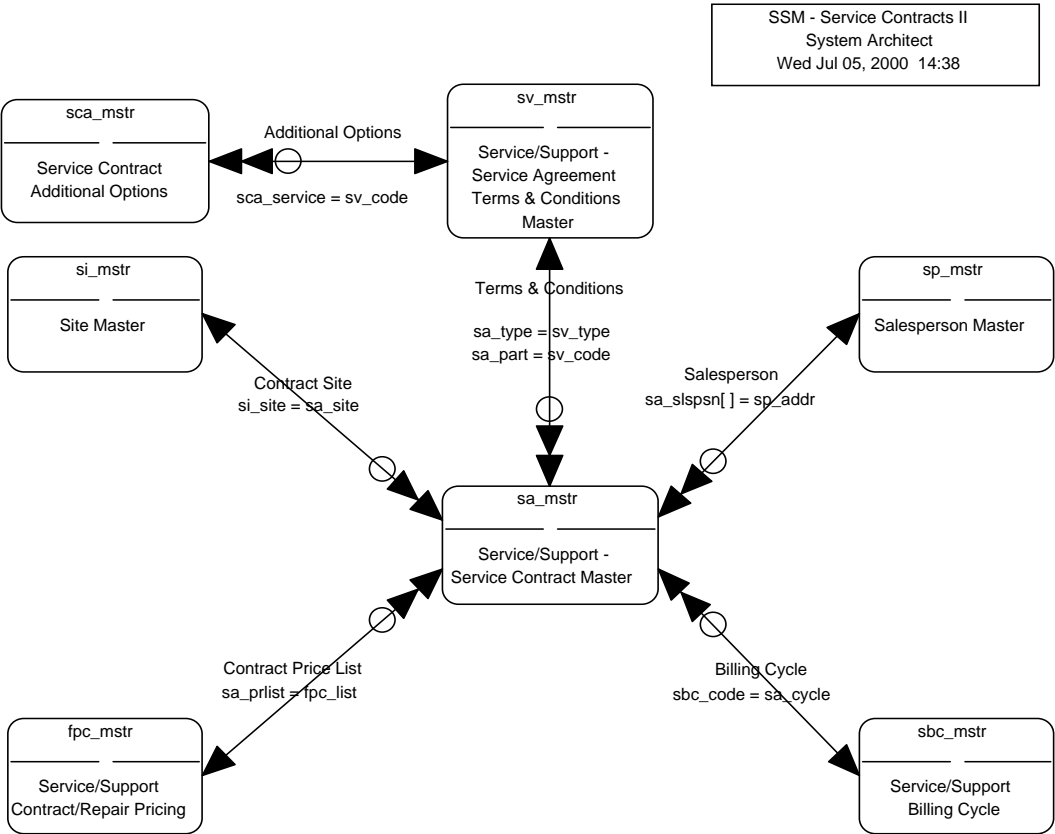 SSM - Service Contracts II
System Architect
Wed Jul 05, 2000 14:38
sca_mstr
Service Contract
Additional Options
Additional Options
sca_service = sv_code
sv_mstr
Service/Support -
Service Agreement
Terms & Conditions
Master
si_mstr
Site Master
Terms & Conditions
sa_type = sv_type
sa_part = sv_code
sp_mstr
Salesperson Master
Contract Site
si_site = sa_site
Salesperson
sa_slspsn[ ] = sp_addr
sa_mstr
Service/Support -
Service Contract Master
Contract Price List
sa_prlist = fpc_list
Billing Cycle
sbc_code = sa_cycle
fpc_mstr
Service/Support
Contract/Repair Pricing
sbc_mstr
Service/Support
Billing Cycle